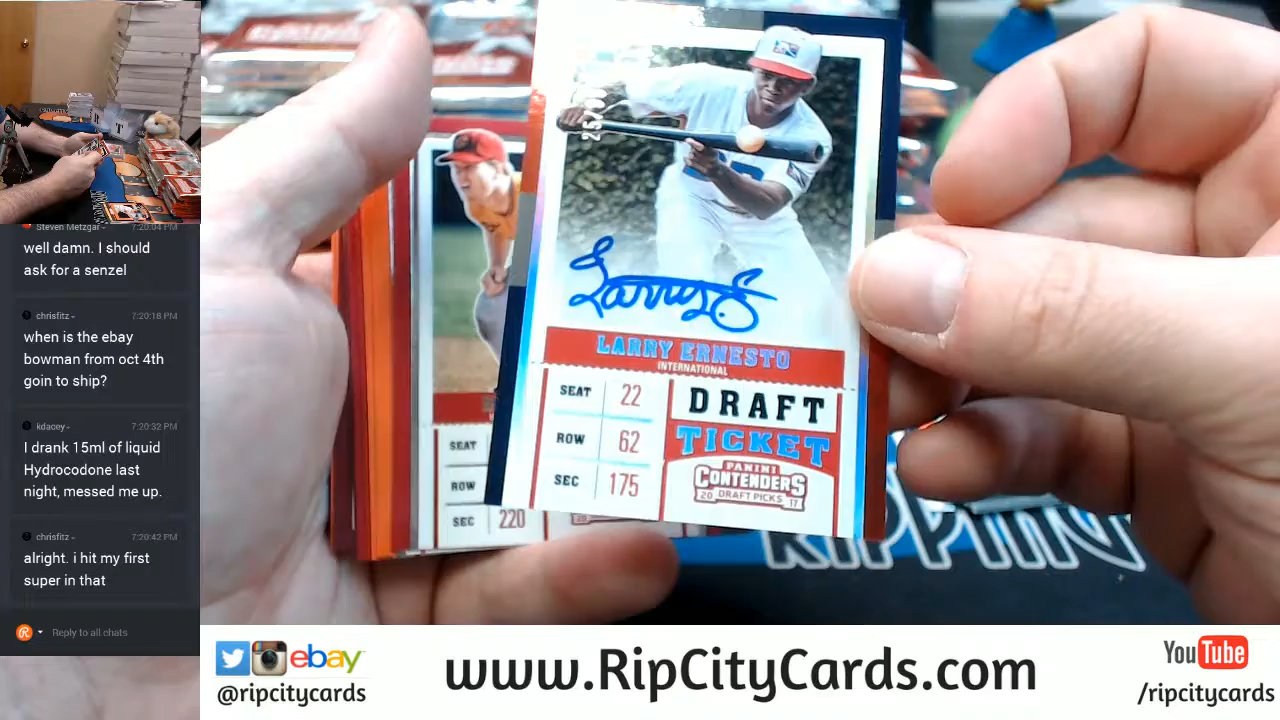 Steven Metzgar 7:20:04 PM
well damn. I should
ask for a senzel
chrisfitz 7:20:18 PM
when is the ebay
bowman from oct 4th
goin to ship?
kdacey 7:20:32 PM
I drank 15ml of liquid
Hydrocodone last
night, messed me up.
chrisfitz 7:20:42 PM
alright. i hit my first
super in that
Reply to all chats
Larry E
LARRY ERNESTO
INTERNATIONAL
SEAT 22
ROW 62
SEC 175
DRAFT
TICKET
PANINI
CONTENDERS
20 DRAFT PICKS 17
SEAT
ROW
SEC 220
RIPPING
ebay
@ripcitycards
www.RipCityCards.com
YouTube
/ripcitycards